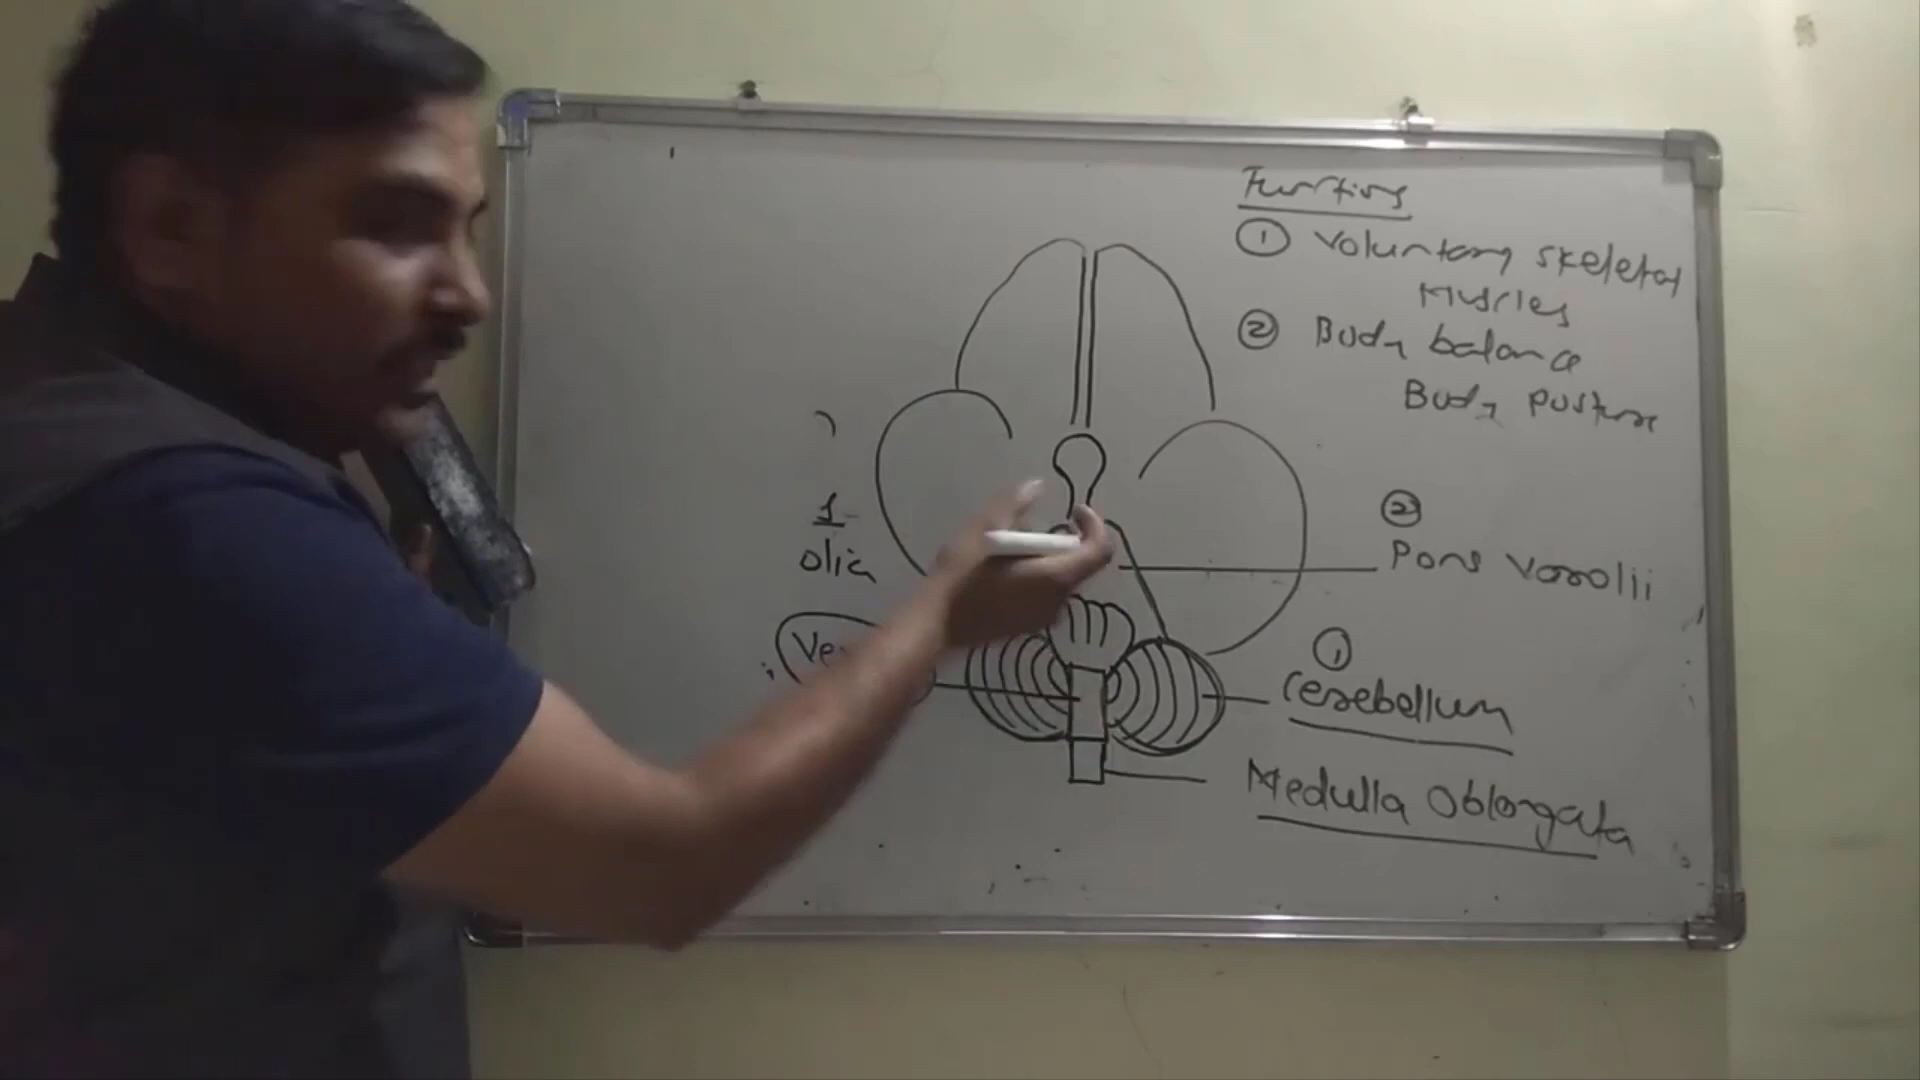 Functions
① Voluntary skeletal
Muscles
② Body balance
Body posture
②
Pons Varolii
1
olia
Ve
①
Cerebellum
Medulla Oblongata